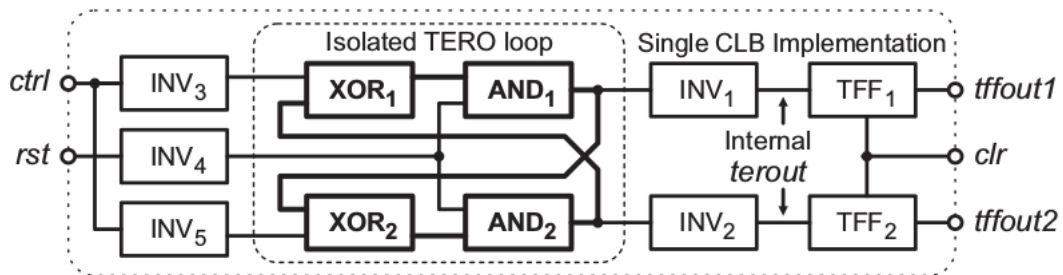 Isolated TERO loop
Single CLB Implementation
ctrl
INV3
XOR1
AND1
INV1
TFF1
tffout1
rst
INV4
Internal
terout
clr
INV5
XOR2
AND2
INV2
TFF2
tffout2